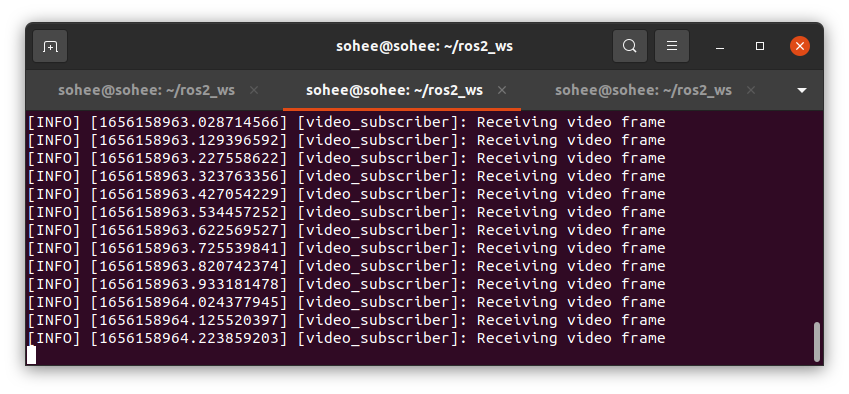 sohee@sohee: ~/ros2_ws
sohee@sohee: ~/ros2_ws
sohee@sohee: ~/ros2_ws
sohee@sohee: ~/ros2_ws
[INFO] [1656158963.028714566] [video_subscriber]: Receiving video frame
[INFO] [1656158963.129396592] [video_subscriber]: Receiving video frame
[INFO] [1656158963.227558622] [video_subscriber]: Receiving video frame
[INFO] [1656158963.323763356] [video_subscriber]: Receiving video frame
[INFO] [1656158963.427054229] [video_subscriber]: Receiving video frame
[INFO] [1656158963.534457252] [video_subscriber]: Receiving video frame
[INFO] [1656158963.622569527] [video_subscriber]: Receiving video frame
[INFO] [1656158963.725539841] [video_subscriber]: Receiving video frame
[INFO] [1656158963.820742374] [video_subscriber]: Receiving video frame
[INFO] [1656158963.933181478] [video_subscriber]: Receiving video frame
[INFO] [1656158964.024377945] [video_subscriber]: Receiving video frame
[INFO] [1656158964.125520397] [video_subscriber]: Receiving video frame
[INFO] [1656158964.223859203] [video_subscriber]: Receiving video frame